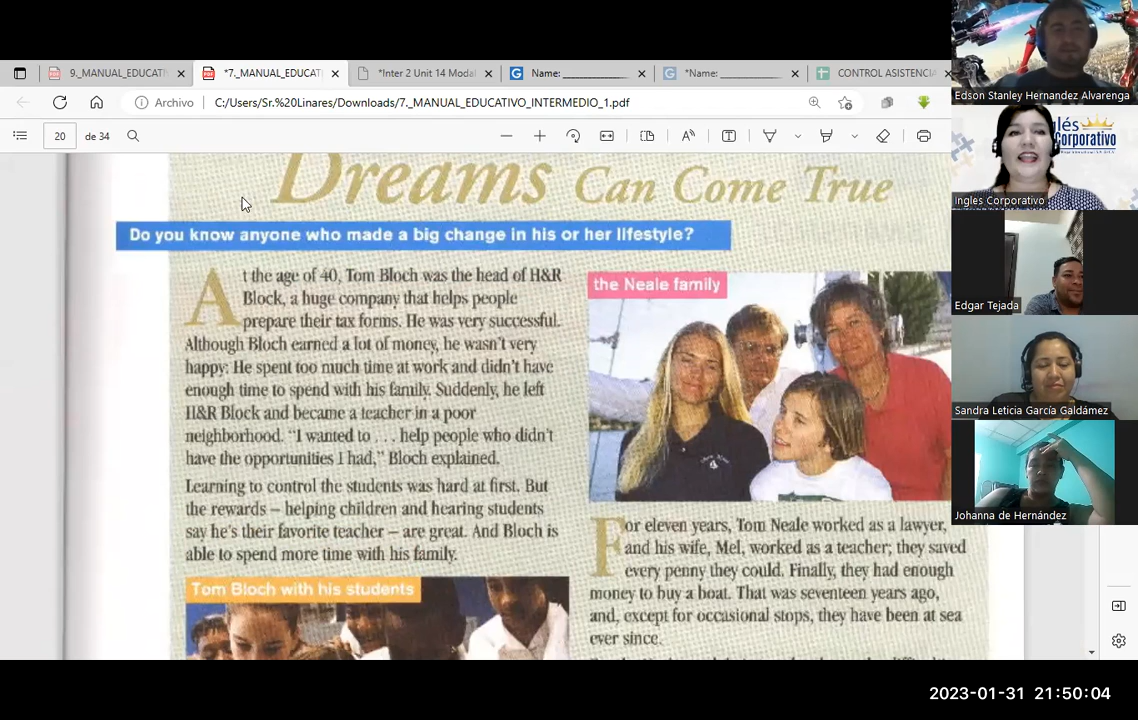 9._MANUAL_EDUCATI
*7._MANUAL_EDUCAT
*Inter 2 Unit 14 Modal
Name: ____________
*Name: ____________
CONTROL ASISTENCIA
Archivo
C:/Users/Sr.%20Linares/Downloads/7._MANUAL_EDUCATIVO_INTERMEDIO_1.pdf
20
de 34
Dreams Can Come True
Do you know anyone who made a big change in his or her lifestyle?
At the age of 40, Tom Bloch was the head of H&R
Block, a huge company that helps people
prepare their tax forms. He was very successful.
Although Bloch earned a lot of money, he wasn't very
happy. He spent too much time at work and didn't have
enough time to spend with his family. Suddenly, he left
H&R Block and became a teacher in a poor
neighborhood. "I wanted to . . . help people who didn't
have the opportunities I had," Bloch explained.
Learning to control the students was hard at first. But
the rewards – helping children and hearing students
say he's their favorite teacher – are great. And Bloch is
able to spend more time with his family.
Tom Bloch with his students
the Neale family
For eleven years, Tom Neale worked as a lawyer,
and his wife, Mel, worked as a teacher; they saved
every penny they could. Finally, they had enough
money to buy a boat. That was seventeen years ago,
and, except for occasional stops, they have been at sea
ever since.
Edson Stanley Hernandez Alvarenga
glés
Corporativo
Ingles Corporativo
Edgar Tejada
Sandra Leticia García Galdámez
Johanna de Hernández
2023-01-31 21:50:04